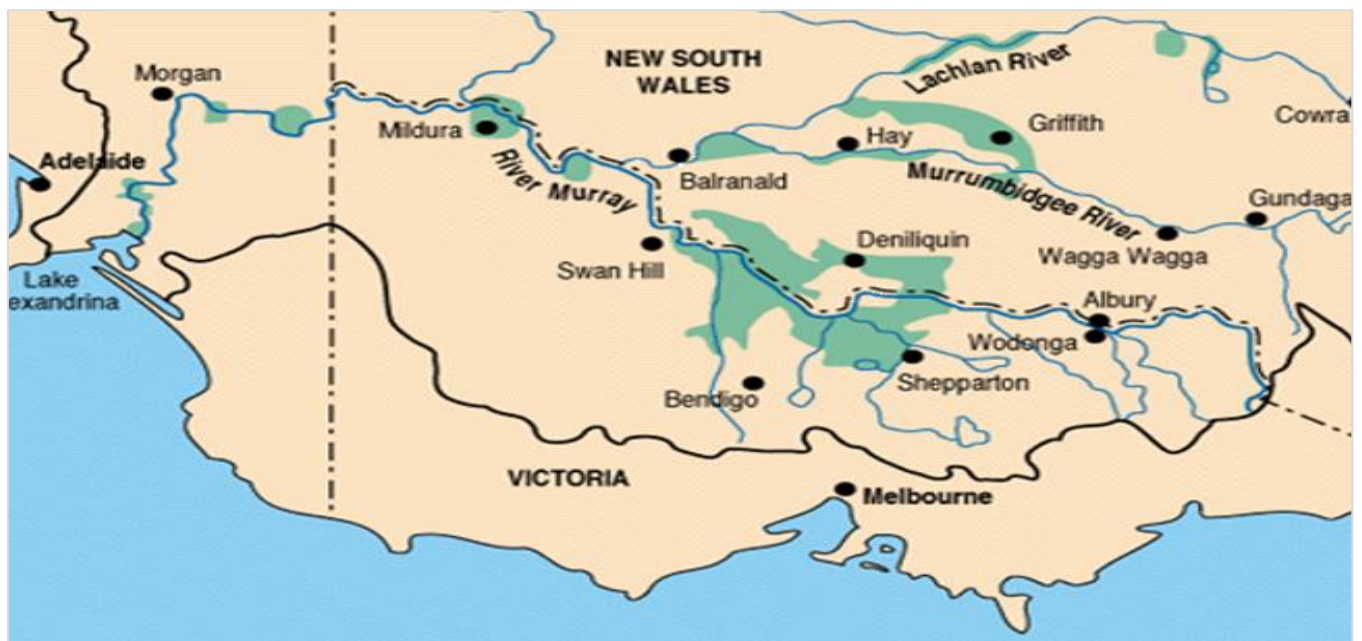 NEW SOUTH
WALES
Lachlan River
Morgan
Mildura
Hay
Griffith
Cowra
Adelaide
River Murray
Balranald
Murrumbidgee River
Gundaga
Swan Hill
Deniliquin
Wagga Wagga
Lake
exandrina
Albury
Wodonga
Bendigo
Shepparton
VICTORIA
Melbourne